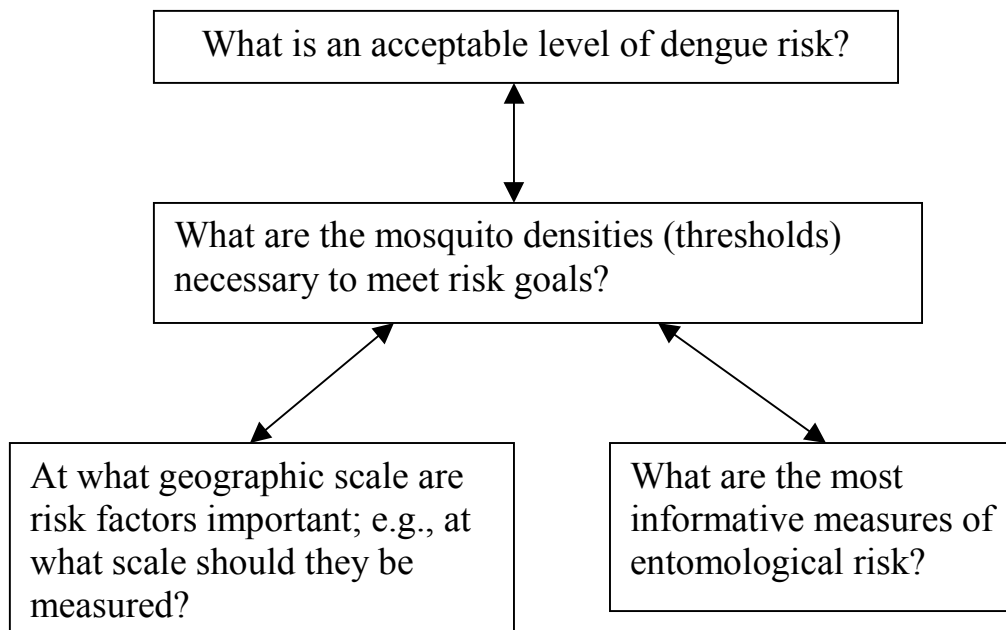 What is an acceptable level of dengue risk?
What are the mosquito densities (thresholds)
necessary to meet risk goals?
At what geographic scale are
risk factors important; e.g., at
what scale should they be
measured?
What are the most
informative measures of
entomological risk?